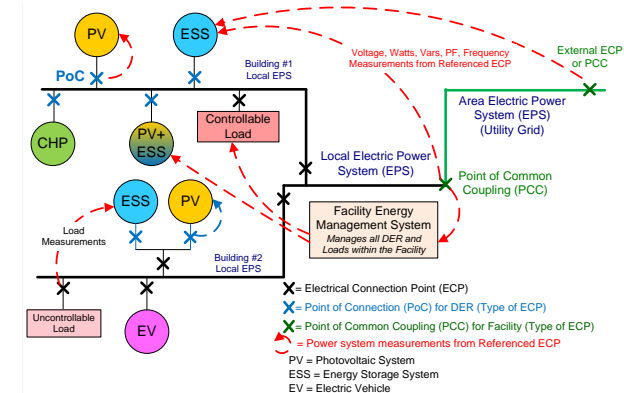 PV
ESS
PoC
Building #1
Local EPS
Voltage, Watts, Vars, PF, Frequency
Measurements from Referenced ECP
External ECP
or PCC
Area Electric Power
System (EPS)
(Utility Grid)
CHP
PV+
ESS
Controllable
Load
Local Electric Power
System (EPS)
Point of Common
Coupling (PCC)
ESS
PV
Load
Measurements
Building #2
Local EPS
Facility Energy
Management System
Manages all DER and
Loads within the Facility
Uncontrollable
Load
EV
X= Electrical Connection Point (ECP)
X= Point of Connection (PoC) for DER (Type of ECP)
X= Point of Common Coupling (PCC) for Facility (Type of ECP)
= Power system measurements from Referenced ECP
PV = Photovoltaic System
ESS = Energy Storage System
EV = Electric Vehicle